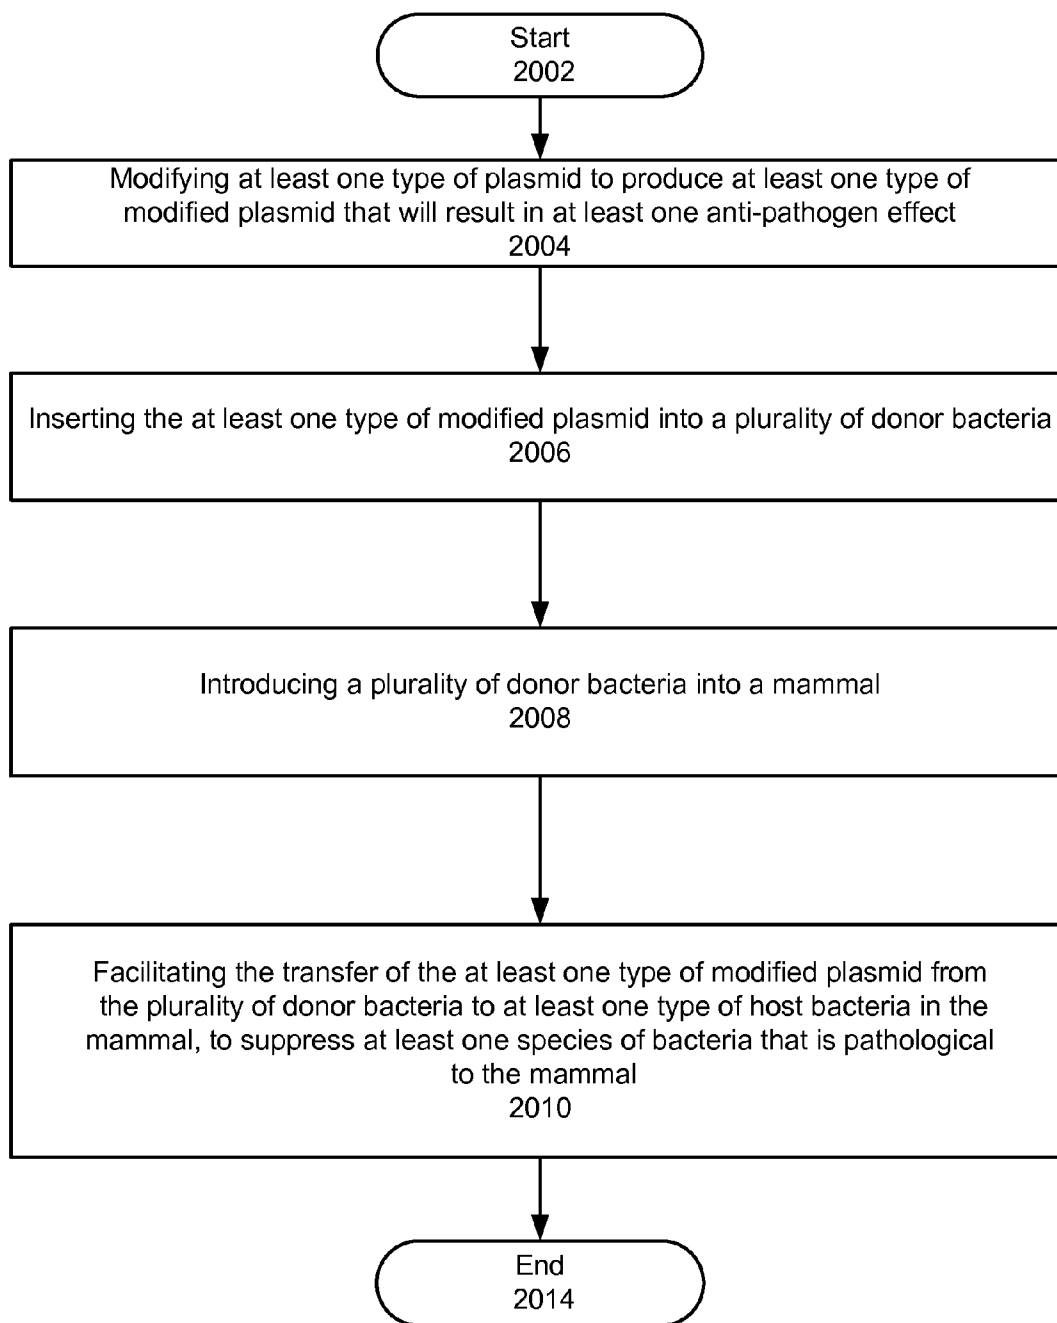 Start
2002
Modifying at least one type of plasmid to produce at least one type of
modified plasmid that will result in at least one anti-pathogen effect
2004
Inserting the at least one type of modified plasmid into a plurality of donor bacteria
2006
Introducing a plurality of donor bacteria into a mammal
2008
Facilitating the transfer of the at least one type of modified plasmid from
the plurality of donor bacteria to at least one type of host bacteria in the
mammal, to suppress at least one species of bacteria that is pathological
to the mammal
2010
End
2014